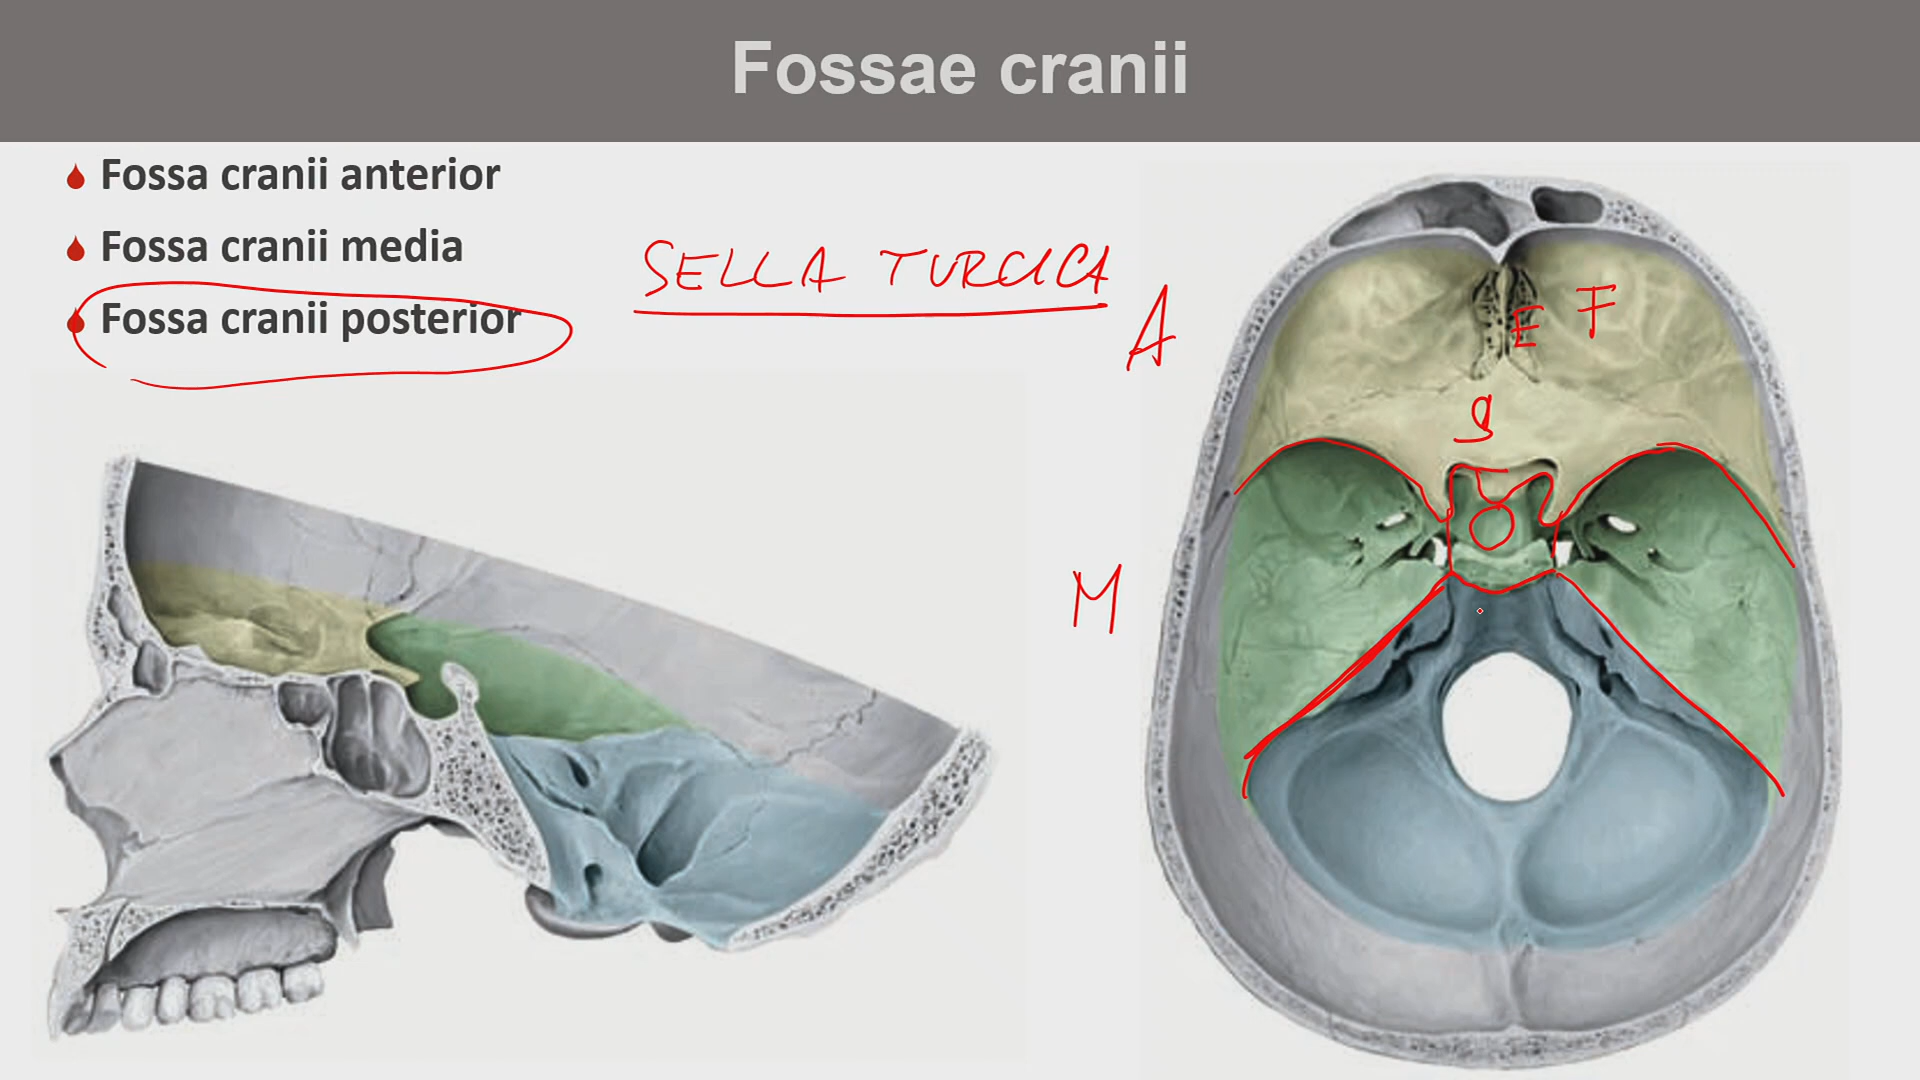 Fossae cranii
Fossa cranii anterior
Fossa cranii media
Fossa cranii posterior
SELLA TURCICA
A
E F
S
M